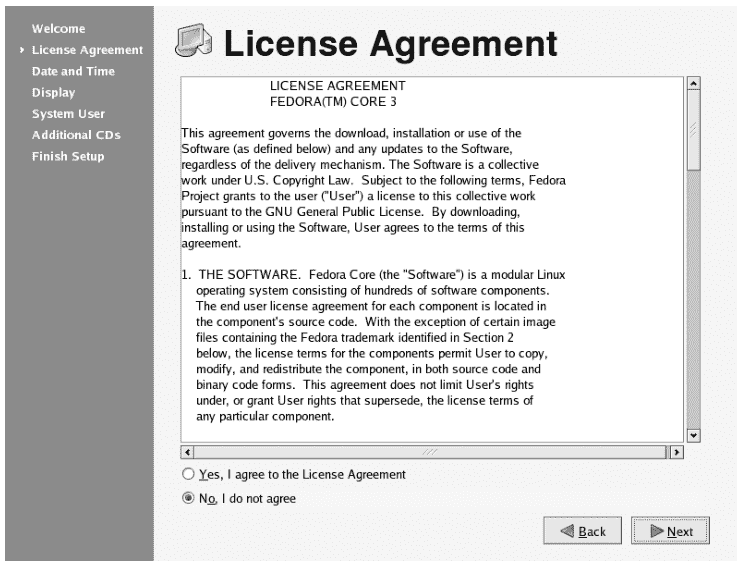 Welcome
License Agreement
Date and Time
Display
System User
Additional CDs
Finish Setup
License Agreement
LICENSE AGREEMENT
FEDORA(TM) CORE 3
This agreement governs the download, installation or use of the
Software (as defined below) and any updates to the Software,
regardless of the delivery mechanism. The Software is a collective
work under U.S. Copyright Law.  Subject to the following terms, Fedora
Project grants to the user ("User") a license to this collective work
pursuant to the GNU General Public License.  By downloading,
installing or using the Software, User agrees to the terms of this
agreement.
1.  THE SOFTWARE.  Fedora Core (the "Software") is a modular Linux
operating system consisting of hundreds of software components.
The end user license agreement for each component is located in
the component's source code.  With the exception of certain image
files containing the Fedora trademark identified in Section 2
below, the license terms for the components permit User to copy,
modify, and redistribute the component, in both source code and
binary code forms.  This agreement does not limit User's rights
under, or grant User rights that supersede, the license terms of
any particular component.
Yes, I agree to the License Agreement
No, I do not agree
Back
Next